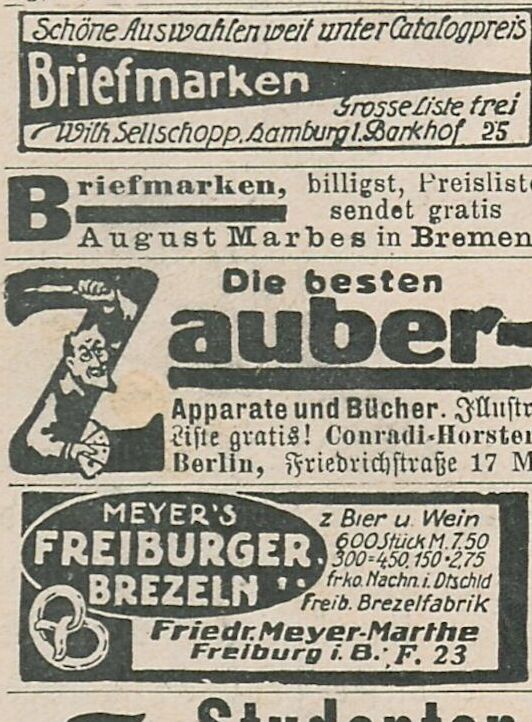 Schöne Auswahlen weit unter Catalogpreis
Briefmarken
Grosse Liste frei
Wilh. Sellschopp, Hamburg 1. Barkhof 25
Briefmarken, billigst, Preisliste
sendet gratis
August Marbes in Bremen
Die besten
Zauber-
Apparate und Bücher. Illustr
Liste gratis! Conradi-Horster
Berlin, Friedrichstraße 17 M
MEYER'S
FREIBURGER
BREZELN
z Bier u. Wein
600 Stück M. 7.50
300=4,50, 150·2,75
frko. Nachn. i. Dtschld
Freib. Brezelfabrik
Friedr. Meyer-Marthe
Freiburg i. B. F. 23